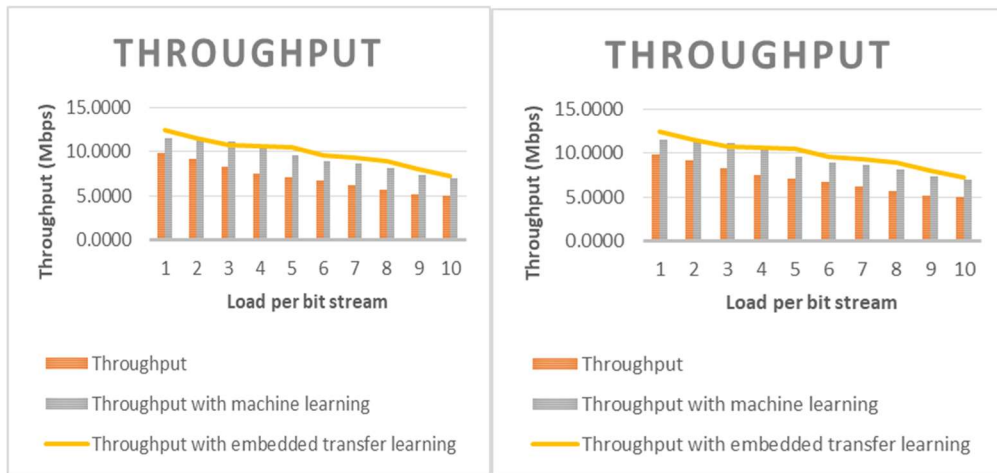 THROUGHPUT
Throughput (Mbps)
15.0000
10.0000
5.0000
0.0000
1 2 3 4 5 6 7 8 9 10
Load per bit stream
Throughput
Throughput with machine learning
Throughput with embedded transfer learning
THROUGHPUT
Throughput (Mbps)
15.0000
10.0000
5.0000
0.0000
1 2 3 4 5 6 7 8 9 10
Load per bit stream
Throughput
Throughput with machine learning
Throughput with embedded transfer learning